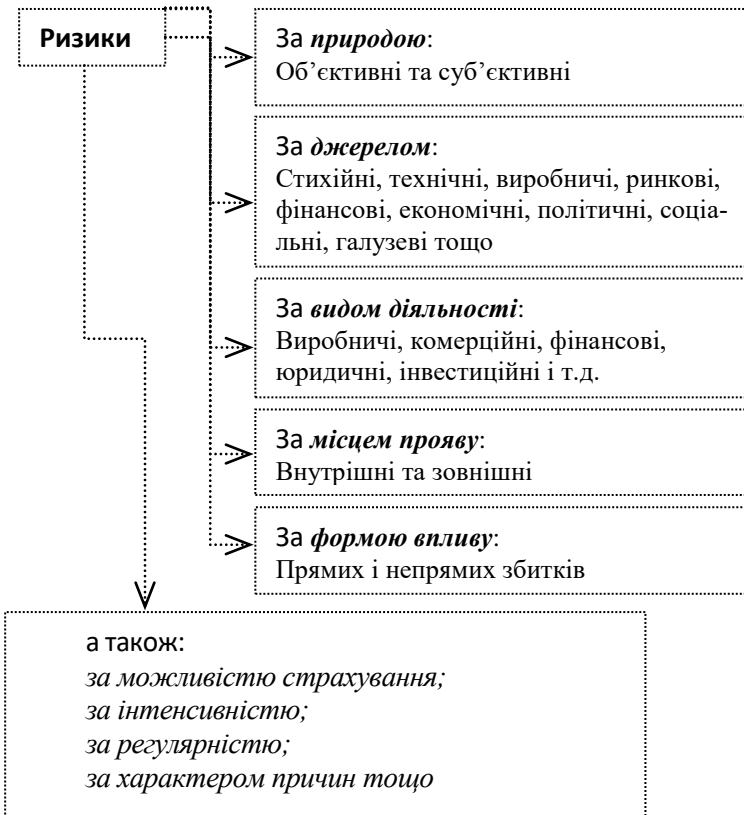 Ризики
За природою:
Об’єктивні та суб’єктивні
За джерелом:
Стихійні, технічні, виробничі, ринкові,
фінансові, економічні, політичні, соціа-
льні, галузеві тощо
За видом діяльності:
Виробничі, комерційні, фінансові,
юридичні, інвестиційні і т.д.
За місцем прояву:
Внутрішні та зовнішні
За формою впливу:
Прямих і непрямих збитків
а також:
за можливістю страхування;
за інтенсивністю;
за регулярністю;
за характером причин тощо